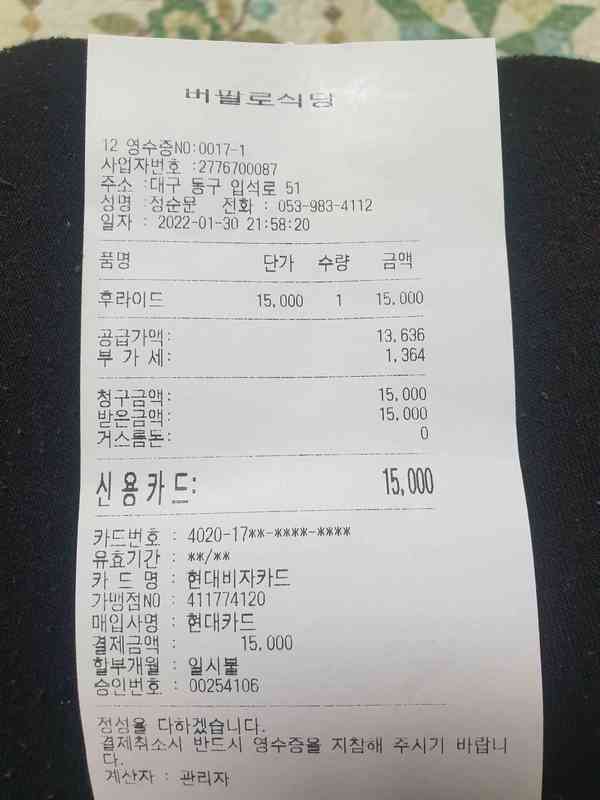 버필로식딩
12 영수증NO:0017-1
사업자번호 :2776700087
주소 :대구 동구 입석로 51
성명 :정순문 전화 : 053-983-4112
일자 : 2022-01-30 21:58:20
품명 단가 수량 금액
후라이드 15,000 1 15,000
공급가액: 13,636
부 가 세: 1,364
청구금액: 15,000
받은금액: 15,000
거스름돈: 0
신용카드: 15,000
카드번호 : 4020-17**-****-****
유효기간 : **/**
카 드 명 : 현대비자카드
가맹점NO : 411774120
매입사명 : 현대카드
결제금액 : 15,000
할부개월 : 일시불
승인번호 : 00254106
정성을 다하겠습니다.
결제취소시 반드시 영수증을 지참해 주시기 바랍니
다.
계산자 : 관리자